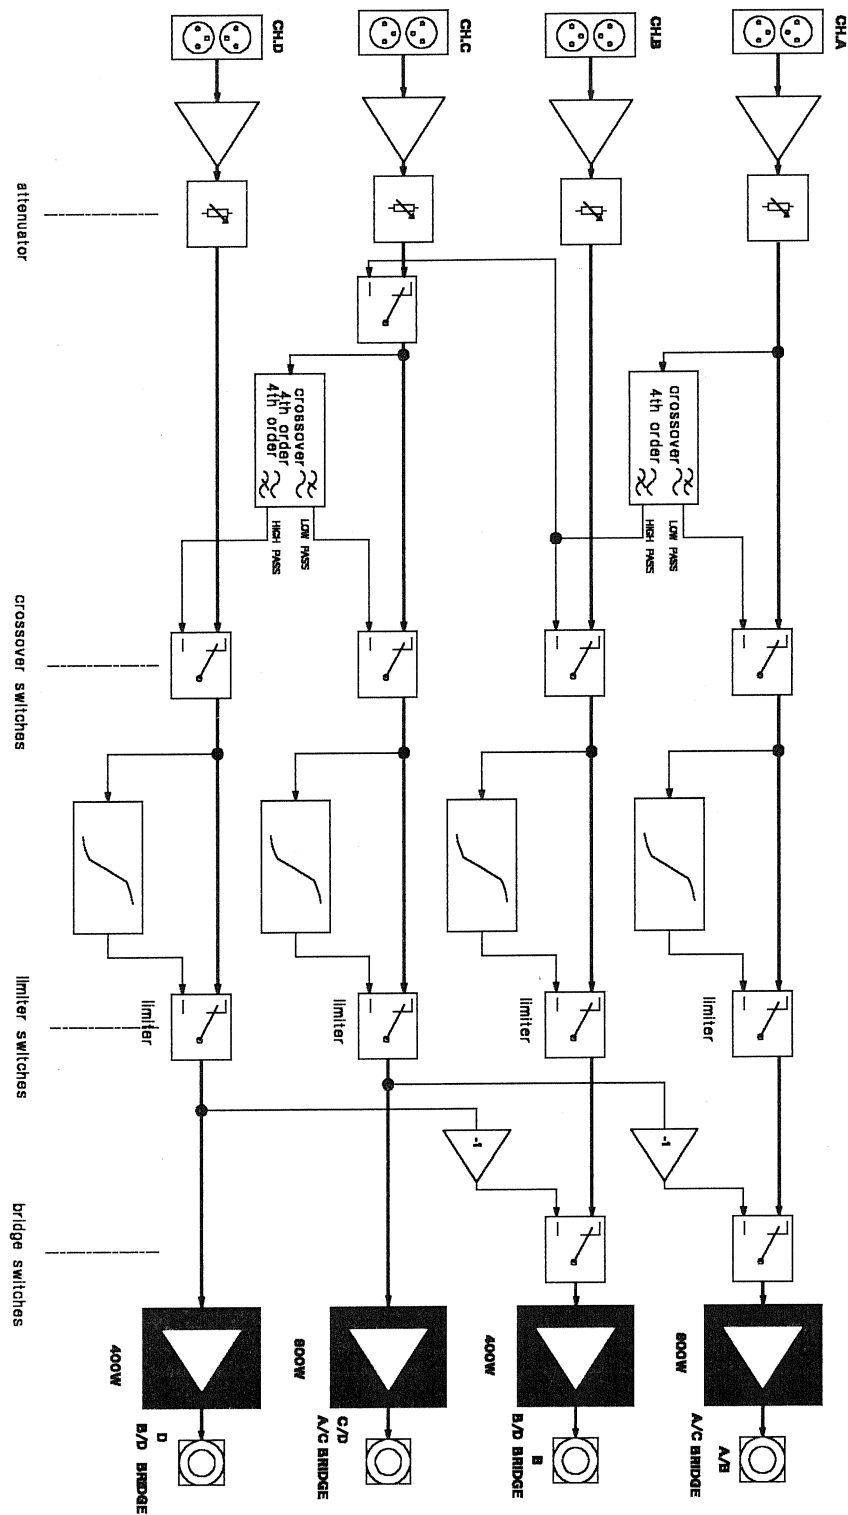 CH.A
CH.B
CH.C
CH.D
attenuator
crossover
4th order
LOW PASS
HIGH PASS
crossover
4th order
4th order
LOW PASS
HIGH PASS
crossover switches
limiter
limiter
limiter
limiter
limiter switches
-1
-1
bridge switches
800W
400W
800W
400W
A/B
A/C BRIDGE
B
B/D BRIDGE
C/D
A/C BRIDGE
D
B/D BRIDGE